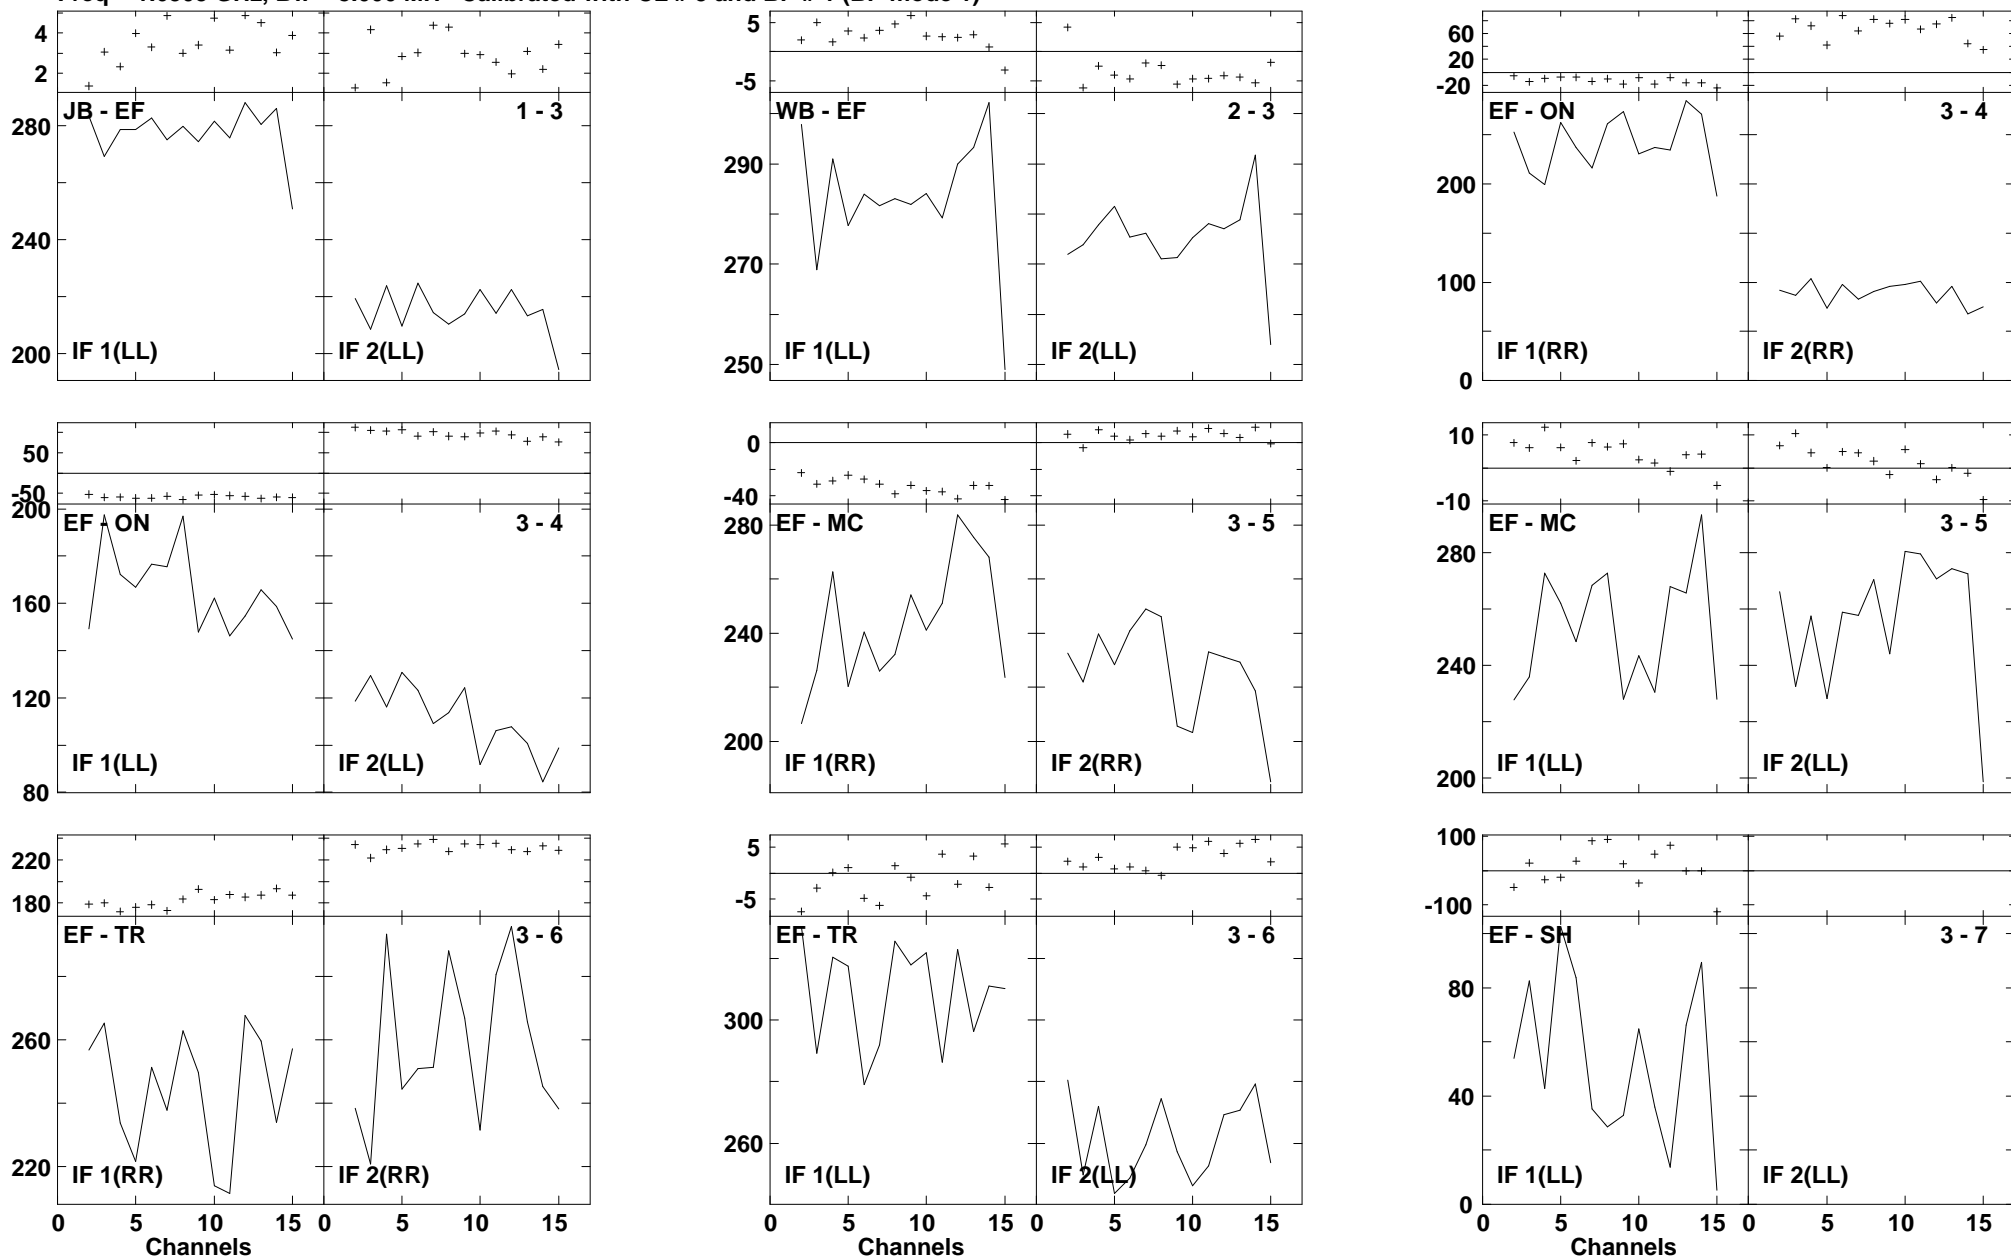 4
2
JB - EF 1 - 3
280
240
200
IF 1(LL) IF 2(LL)
5
-5
WB - EF 2 - 3
290
270
250
IF 1(LL) IF 2(LL)
60
20
-20
EF - ON 3 - 4
200
100
0
IF 1(RR) IF 2(RR)
50
-50
200
EF - ON 3 - 4
160
120
80
IF 1(LL) IF 2(LL)
0
-40
EF - MC 3 - 5
280
240
200
IF 1(RR) IF 2(RR)
10
-10
EF - MC 3 - 5
280
240
200
IF 1(LL) IF 2(LL)
220
180
EF - TR 3 - 6
260
220
IF 1(RR) IF 2(RR)
0 5 10 15 0 5 10 15
Channels
5
-5
EF - TR 3 - 6
300
260
IF 1(LL) IF 2(LL)
0 5 10 15 0 5 10 15
Channels
100
-100
EF - SH 3 - 7
80
40
0
IF 1(LL) IF 2(LL)
0 5 10 15 0 5 10 15
Channels